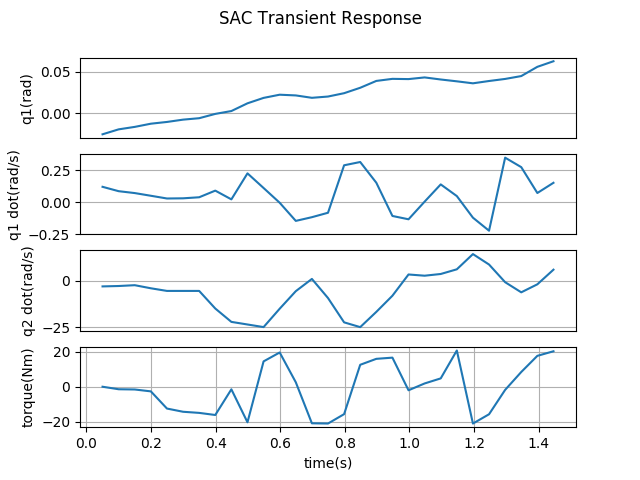 SAC Transient Response
q1(rad)
0.05
0.00
q1 dot(rad/s)
0.25
0.00
−0.25
q2 dot(rad/s)
0
−25
torque(Nm)
20
0
−20
0.0 0.2 0.4 0.6 0.8 1.0 1.2 1.4
time(s)